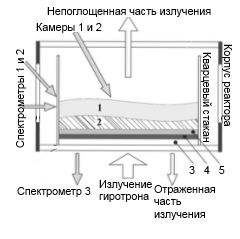 Непоглощенная часть излучения
Камеры 1 и 2
Спектрометры 1 и 2
Кварцевый стакан
Корпус реактора
1
2
3
4
5
Спектрометр 3
Излучение
гиротрона
Отраженная
часть
излучения